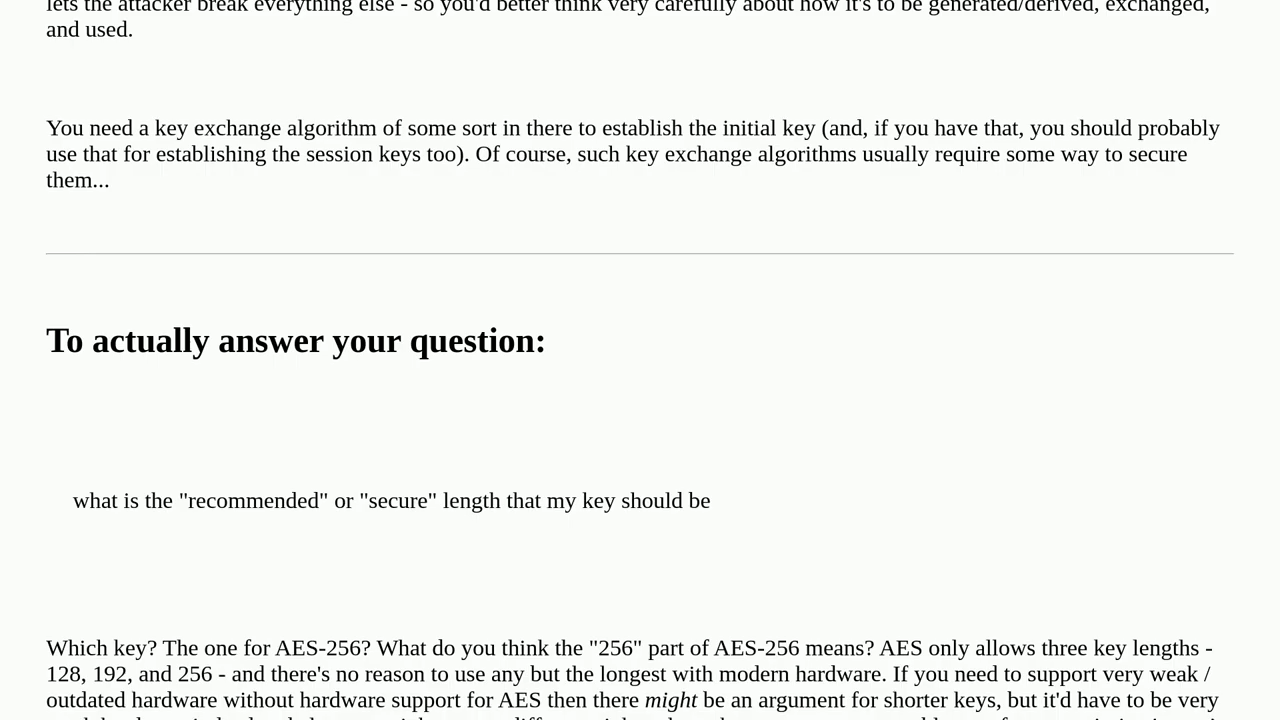 lets the attacker break everything else - so you'd better think very carefully about how it's to be generated/derived, exchanged,
and used.
You need a key exchange algorithm of some sort in there to establish the initial key (and, if you have that, you should probably
use that for establishing the session keys too). Of course, such key exchange algorithms usually require some way to secure
them...
To actually answer your question:
what is the "recommended" or "secure" length that my key should be
Which key? The one for AES-256? What do you think the "256" part of AES-256 means? AES only allows three key lengths -
128, 192, and 256 - and there's no reason to use any but the longest with modern hardware. If you need to support very weak /
outdated hardware without hardware support for AES then there might be an argument for shorter keys, but it'd have to be very